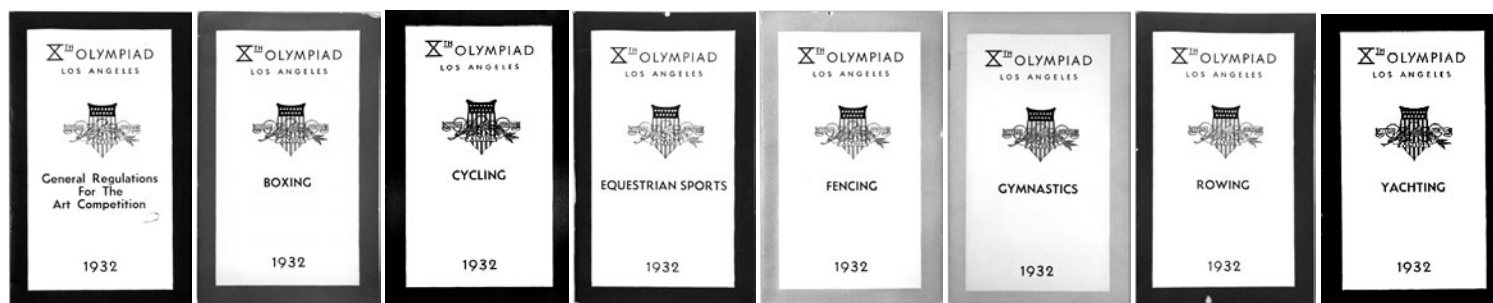 XTH OLYMPIAD
LOS ANGELES
General Regulations
For The
Art Competition
1932
XTH OLYMPIAD
LOS ANGELES
BOXING
1932
XTH OLYMPIAD
LOS ANGELES
CYCLING
1932
XTH OLYMPIAD
LOS ANGELES
EQUESTRIAN SPORTS
1932
XTH OLYMPIAD
LOS ANGELES
FENCING
1932
XTH OLYMPIAD
LOS ANGELES
GYMNASTICS
1932
XTH OLYMPIAD
LOS ANGELES
ROWING
1932
XTH OLYMPIAD
LOS ANGELES
YACHTING
1932